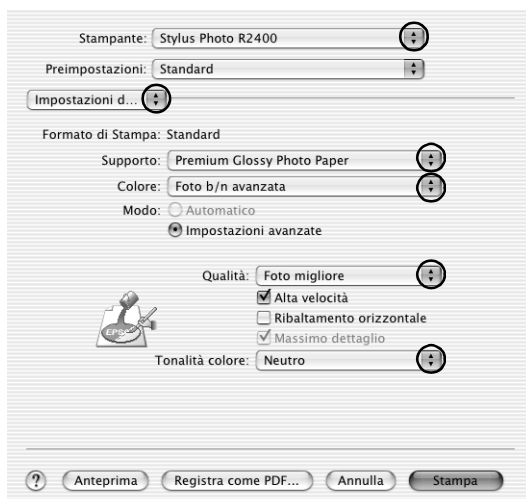 Stampante: Stylus Photo R2400
Preimpostazioni: Standard
Impostazioni d...
Formato di Stampa: Standard
Supporto: Premium Glossy Photo Paper
Colore: Foto b/n avanzata
Modo: Automatico
Impostazioni avanzate
Qualità: Foto migliore
Alta velocità
Ribaltamento orizzontale
Massimo dettaglio
EPS
Tonalità colore: Neutro
? Anteprima Registra come PDF... Annulla Stampa